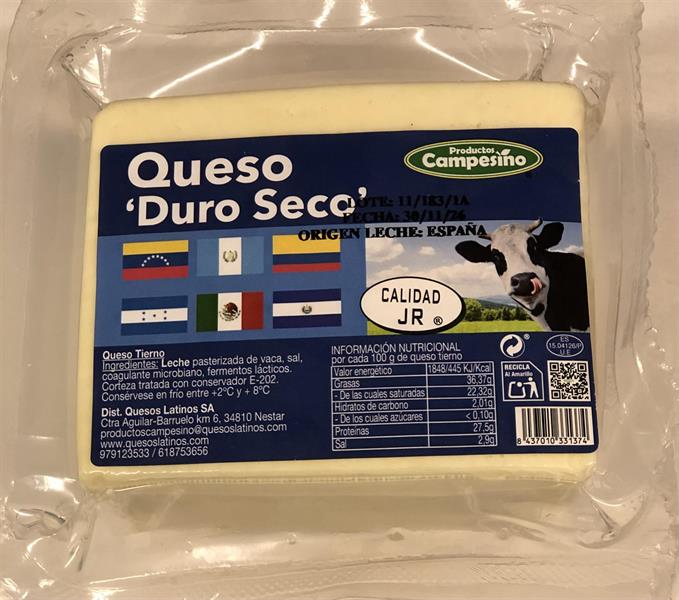 Productos
Campesino
Queso
‘Duro Seco’
LOTE: 11/183/1A
FECHA: 30/11/26
ORIGEN LECHE: ESPAÑA
CALIDAD
JR ®
Queso Tierno
Ingredientes: Leche pasterizada de vaca, sal,
coagulante microbiano, fermentos lácticos.
Corteza tratada con conservador E-202.
Consérvese en frio entre +2ºC y + 8ºC
Dist. Quesos Latinos SA
Ctra Aguilar-Barruelo km 6, 34810 Nestar
productoscampesino@quesoslatinos.com
www.quesoslatinos.com
979123533 / 618753656
INFORMACIÓN NUTRICIONAL
por cada 100 g de queso tierno
Valor energético 1848/445 KJ/Kcal
Grasas 36,37g
- De las cuales saturadas 22,32g
Hidratos de carbono 2,01g
- De los cuales azúcares < 0,10g
Proteinas 27,5g
Sal 2,9g
ES
15.04126/P
U.E
RECICLA
Al Amarillo
8 437010 331374